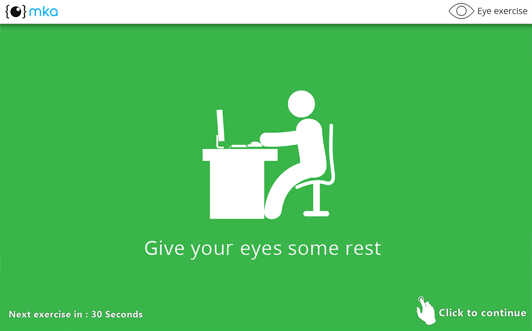 {👁} mka
Eye exercise
Give your eyes some rest
Next exercise in : 30 Seconds
Click to continue